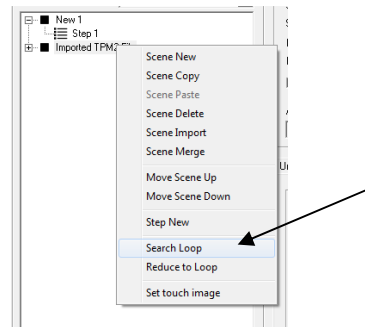 New 1
Step 1
Imported TPM2
Scene New
Scene Copy
Scene Paste
Scene Delete
Scene Import
Scene Merge
Move Scene Up
Move Scene Down
Step New
Search Loop
Reduce to Loop
Set touch image